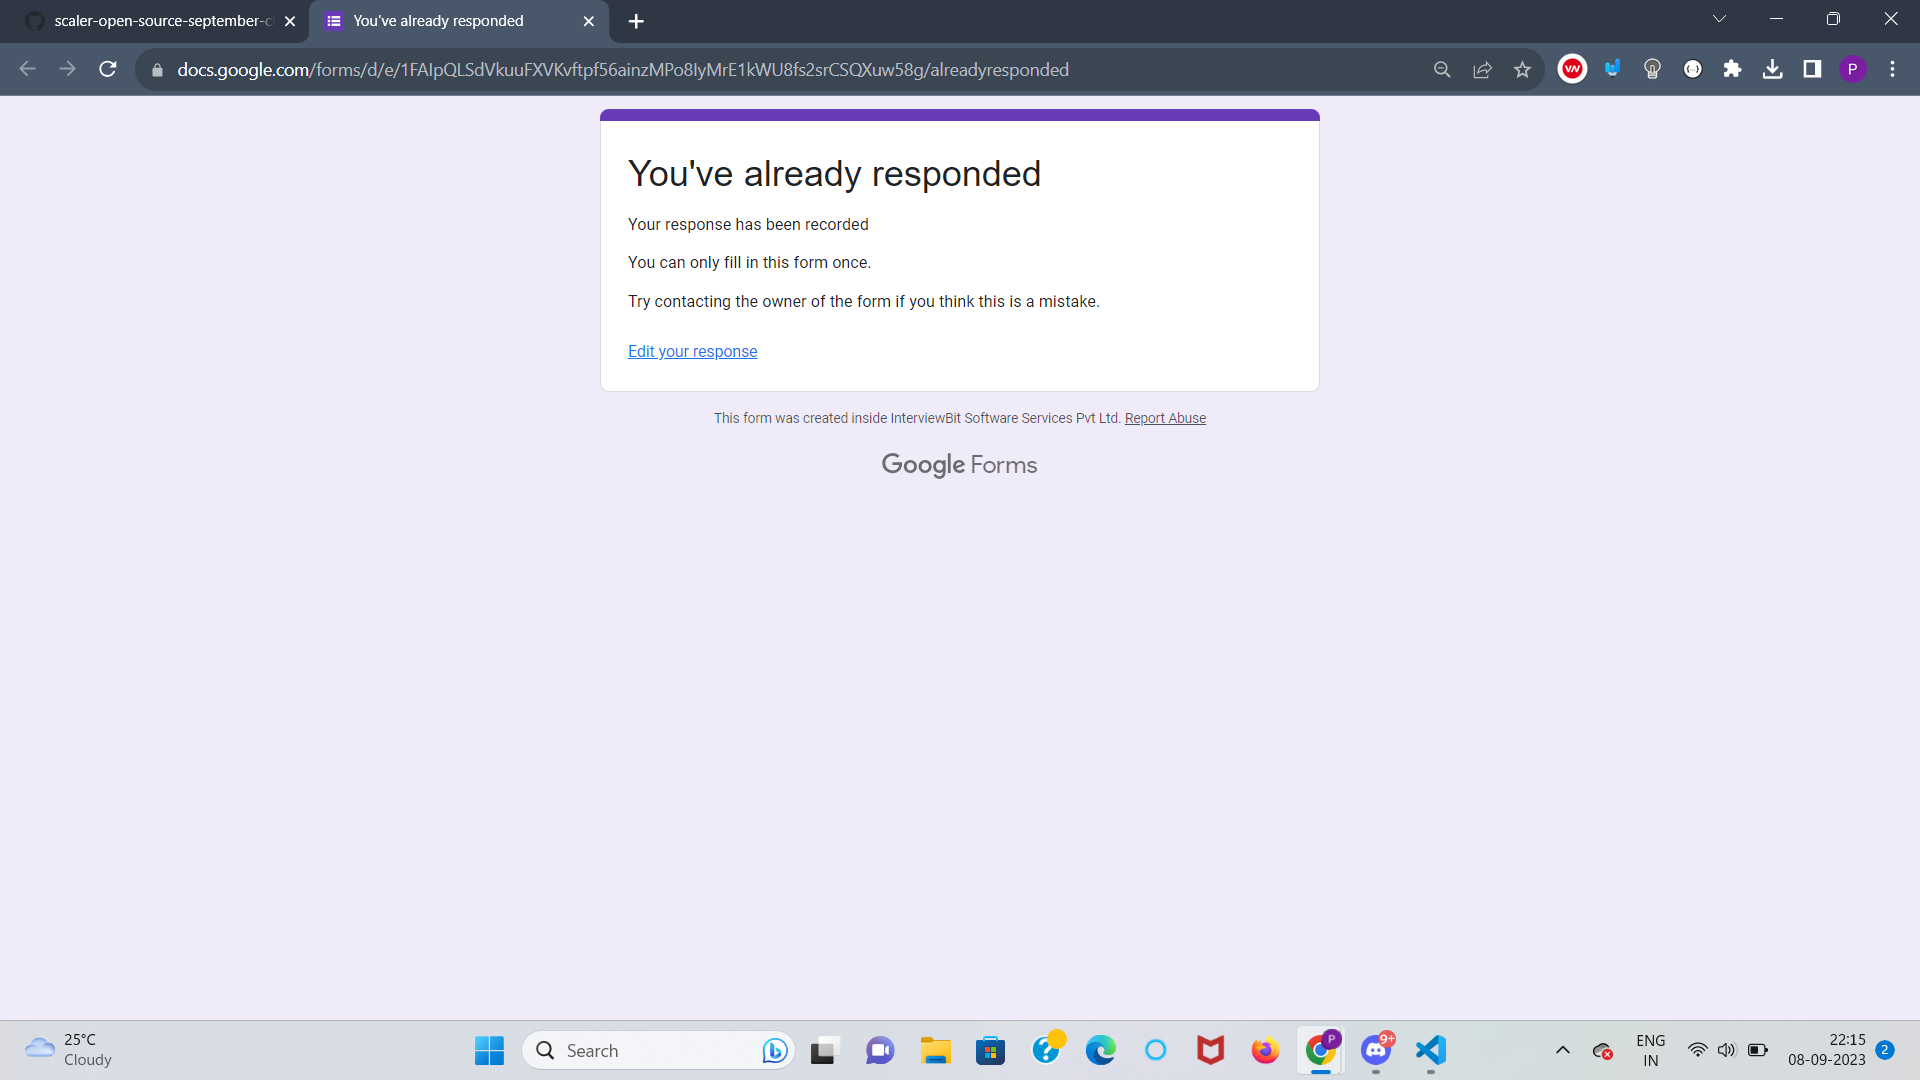 scaler-open-source-september-c
You've already responded
docs.google.com/forms/d/e/1FAIpQLSdVkuuFXVKvftpf56ainzMPo8IyMrE1kWU8fs2srCSQXuw58g/alreadyresponded
P
You've already responded
Your response has been recorded
You can only fill in this form once.
Try contacting the owner of the form if you think this is a mistake.
Edit your response
This form was created inside InterviewBit Software Services Pvt Ltd. Report Abuse
Google Forms
25°C
Cloudy
Search
P
9+
ENG
IN
22:15
08-09-2023
2